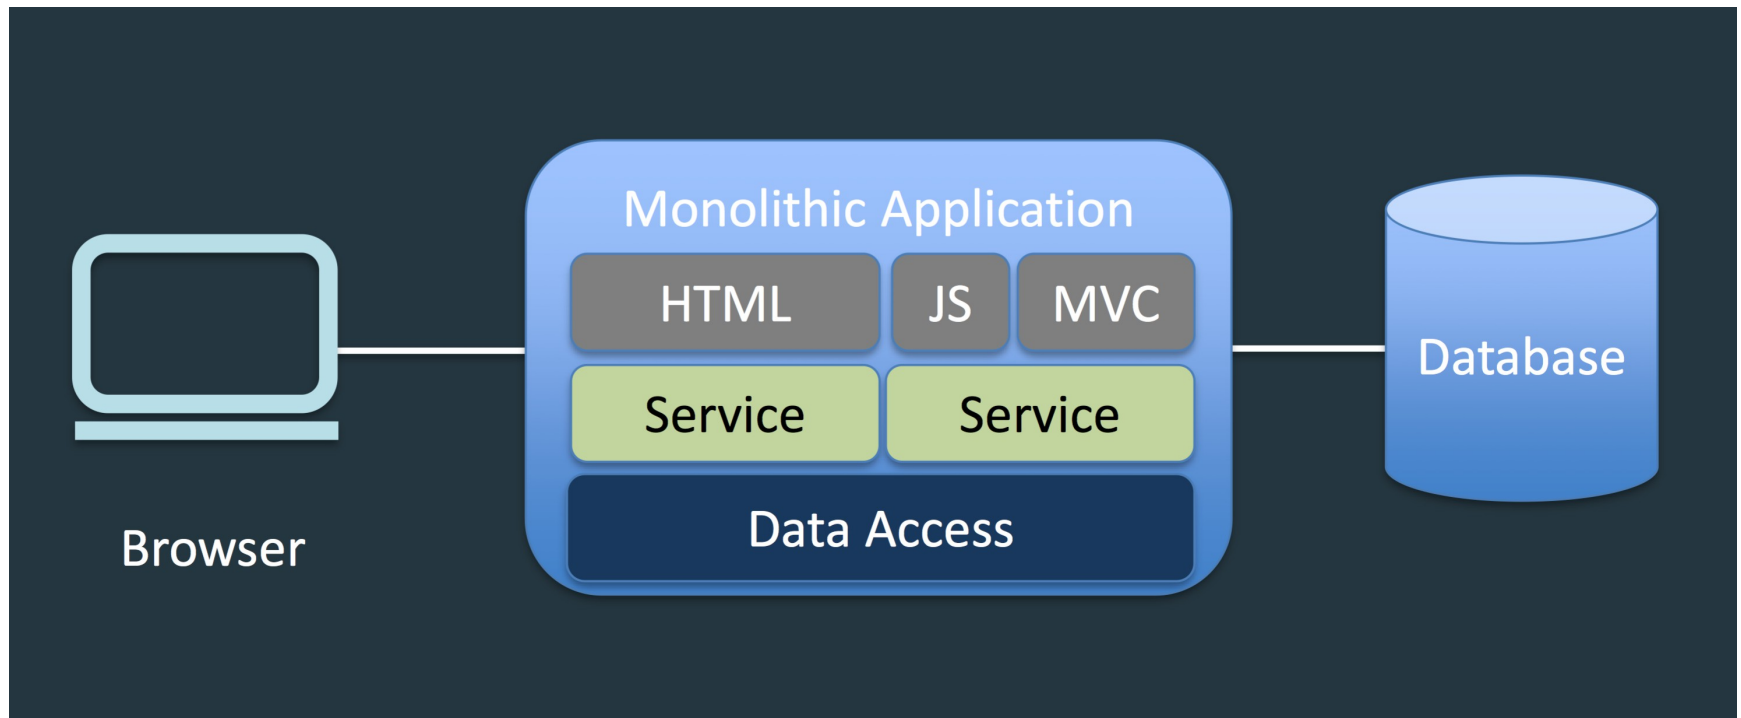 Monolithic Application
HTML JS MVC
Service Service
Data Access
Browser
Database